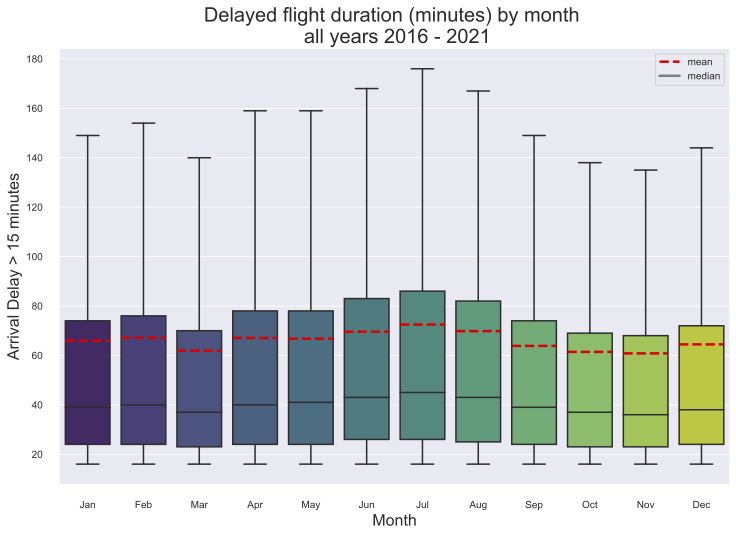 Delayed flight duration (minutes) by month
all years 2016 - 2021
mean
median
Arrival Delay > 15 minutes
180
160
140
120
100
80
60
40
20
Jan Feb Mar Apr May Jun Jul Aug Sep Oct Nov Dec
Month